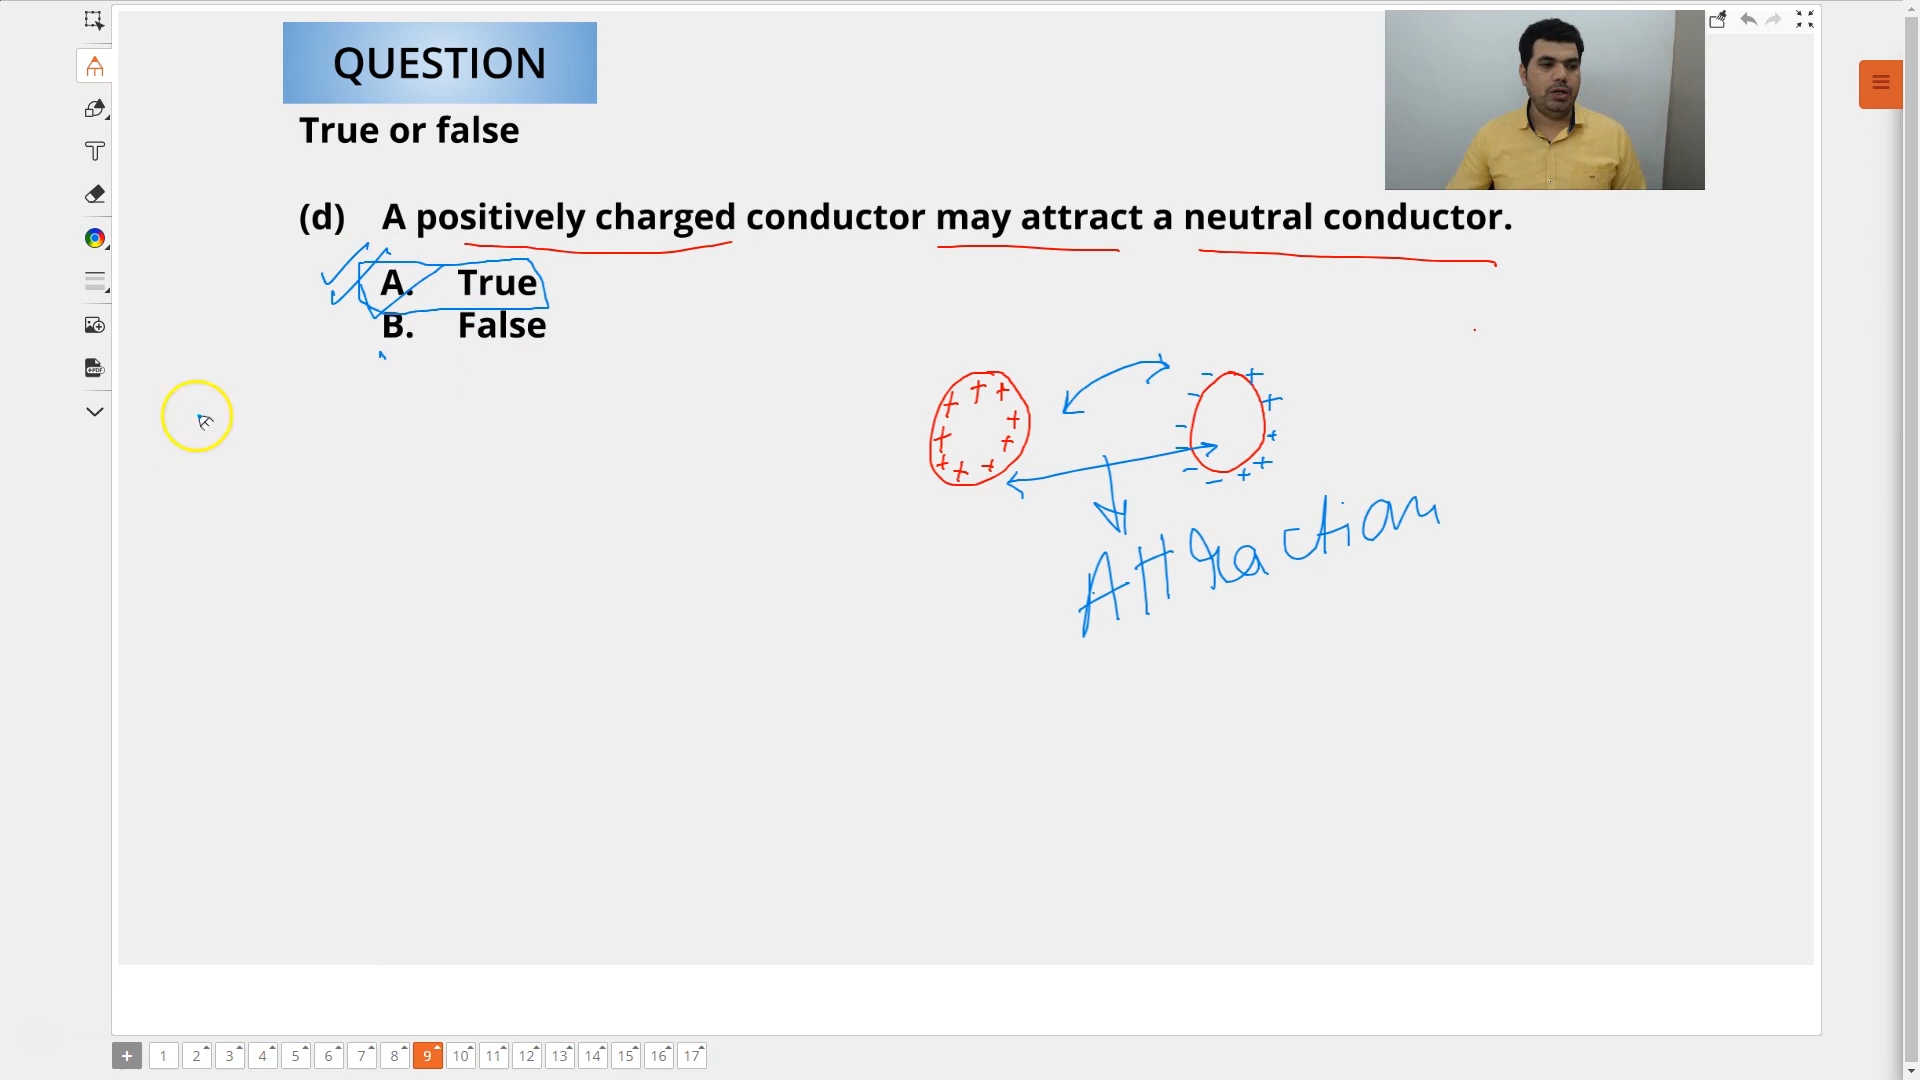 QUESTION
True or false
(d) A positively charged conductor may attract a neutral conductor.
A. True
B. False
+ + + + + + + + + +
- - - - - - - + + + + +
Attraction
T
PDF
+ 1 2 3 4 5 6 7 8 9 10 11 12 13 14 15 16 17